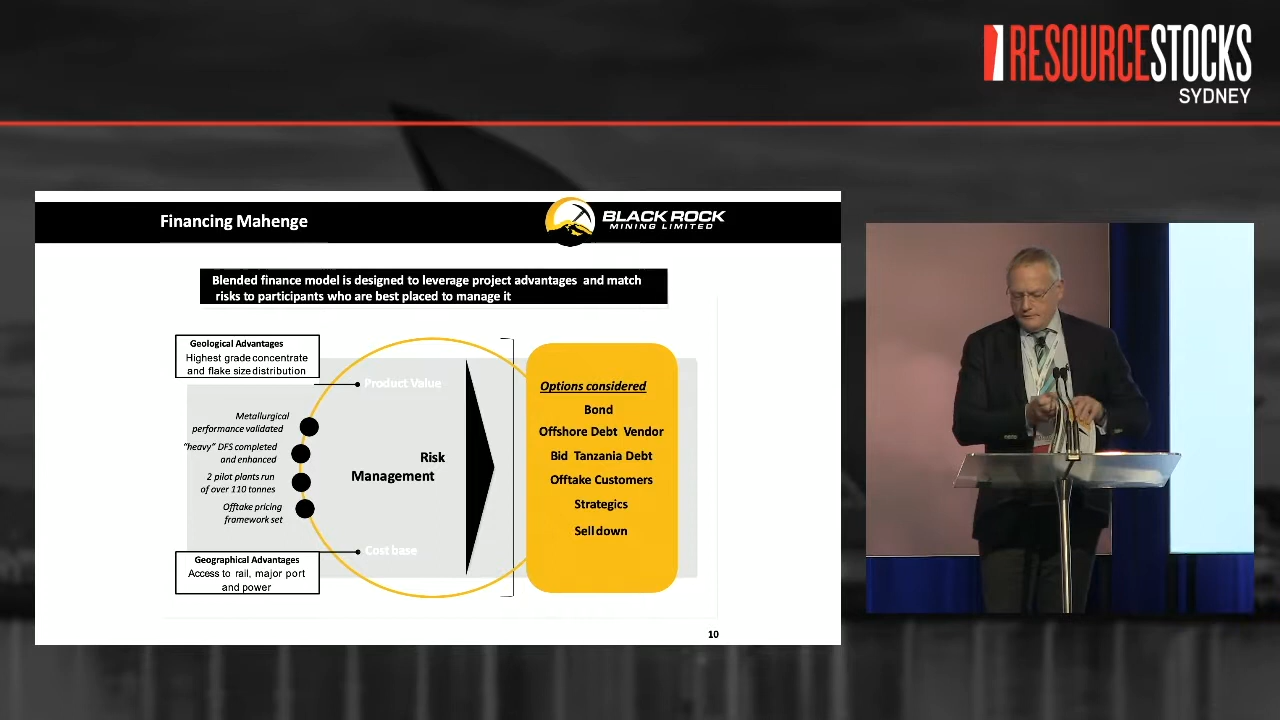 RESOURCESTOCKS
SYDNEY
Financing Mahenge
BLACK ROCK
MINING LIMITED
Blended finance model is designed to leverage project advantages and match
risks to participants who are best placed to manage it
Geological Advantages
Highest grade concentrate
and flake size distribution
Product Value
Metallurgical
performance validated
"heavy" DFS completed
and enhanced
2 pilot plants run
of over 110 tonnes
Offtake pricing
framework set
Risk
Management
Cost base
Geographical Advantages
Access to rail, major port
and power
Options considered
Bond
Offshore Debt Vendor
Bid Tanzania Debt
Offtake Customers
Strategics
Sell down
10